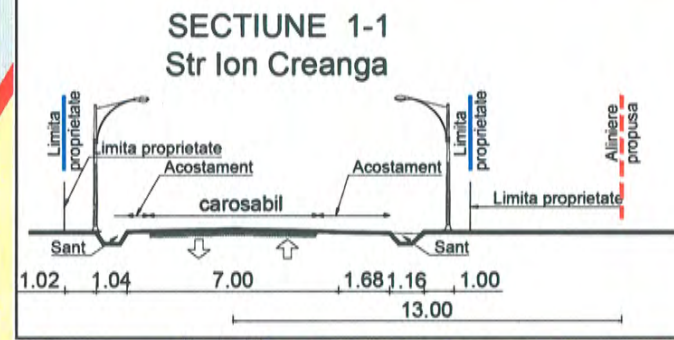 SECTIUNE 1-1
Str Ion Creanga
Limita
proprietate
Limita proprietate
Acostament
carosabil
Acostament
Limita
proprietate
Limita proprietate
Aliniere
propusa
Sant
Sant
1.02 1.04 7.00 1.68 1.16 1.00
13.00